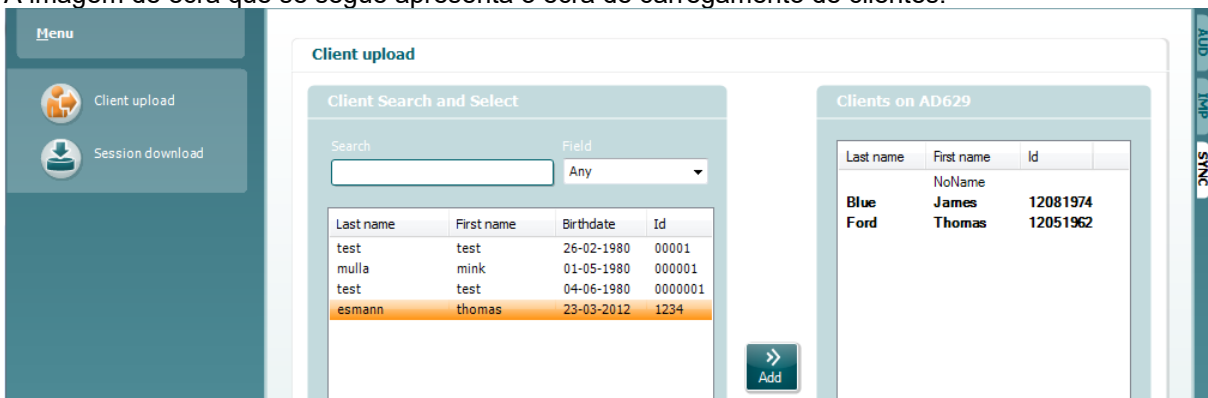 A imagem do ecrã que se segue apresenta o ecrã de carregamento de clientes.
Menu
Client upload
Session download
Client upload
Client Search and Select
Search
Field
Any
Last name First name Birthdate Id
test test 26-02-1980 00001
mulla mink 01-05-1980 000001
test test 04-06-1980 0000001
esmann thomas 23-03-2012 1234
Add
Clients on AD629
Last name First name Id
NoName
Blue James 12081974
Ford Thomas 12051962
AUD
IMP
SYNC